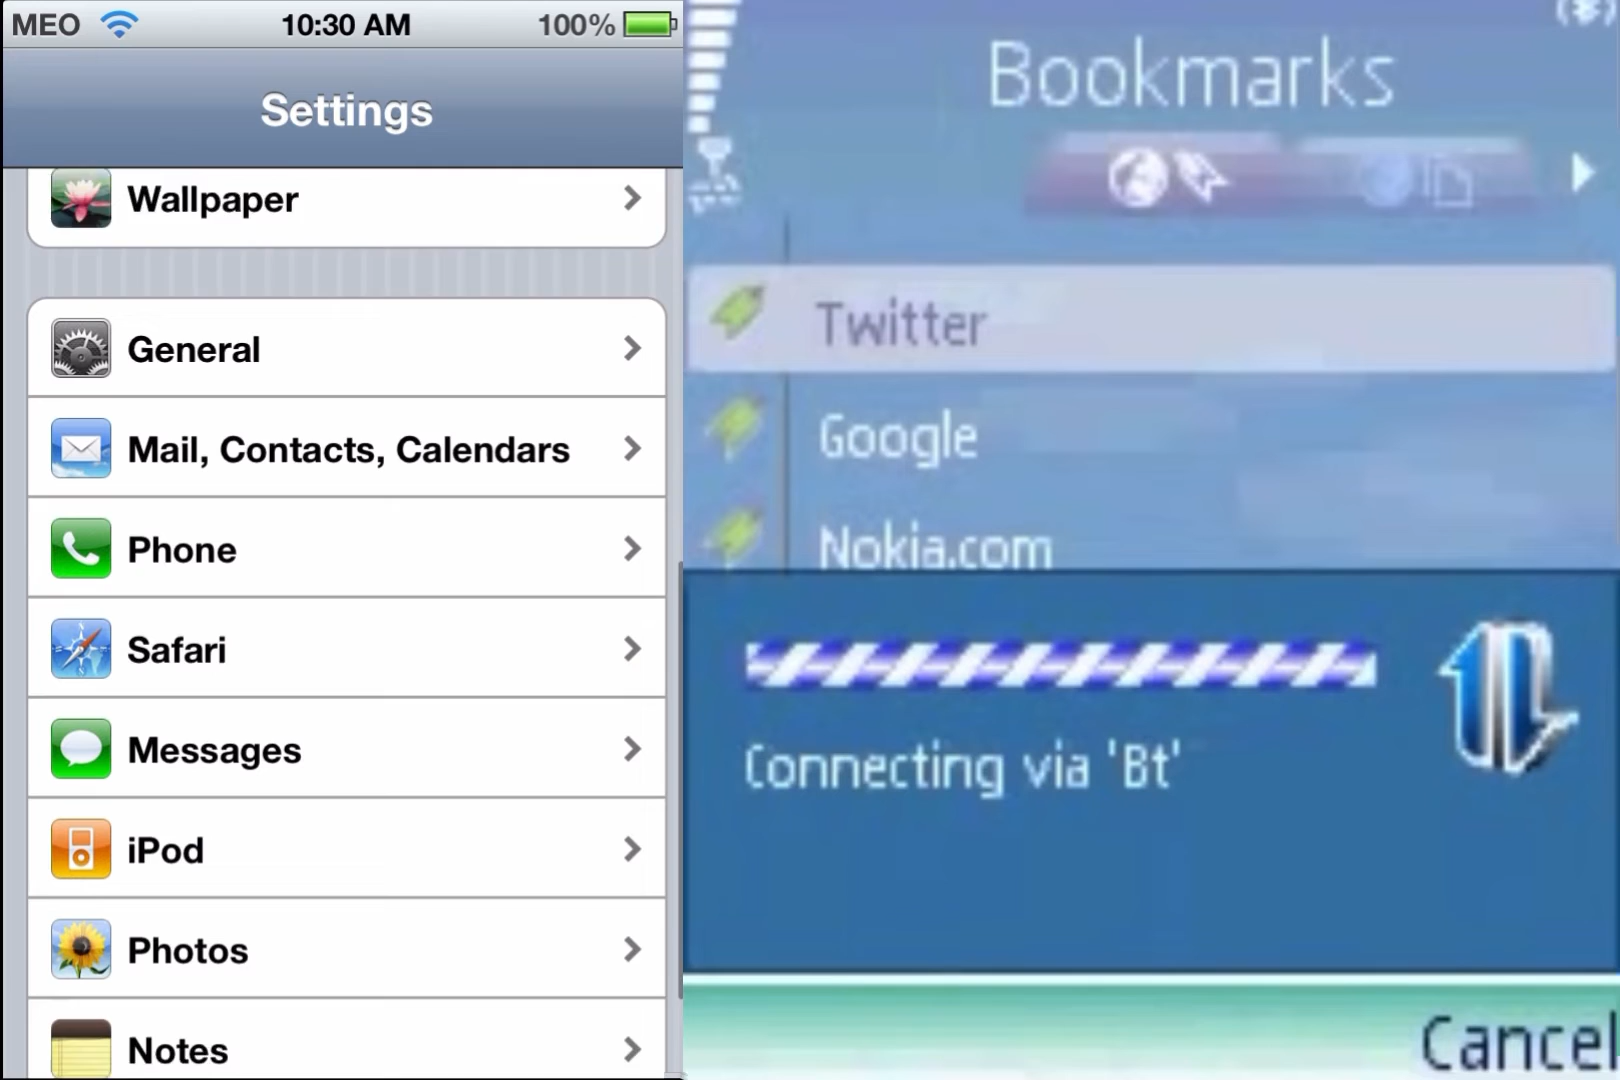 MEO 10:30 AM 100%
Settings
Wallpaper
General
Mail, Contacts, Calendars
Phone
Safari
Messages
iPod
Photos
Notes
Bookmarks
Twitter
Google
Nokia.com
Connecting via 'Bt'
Cancel